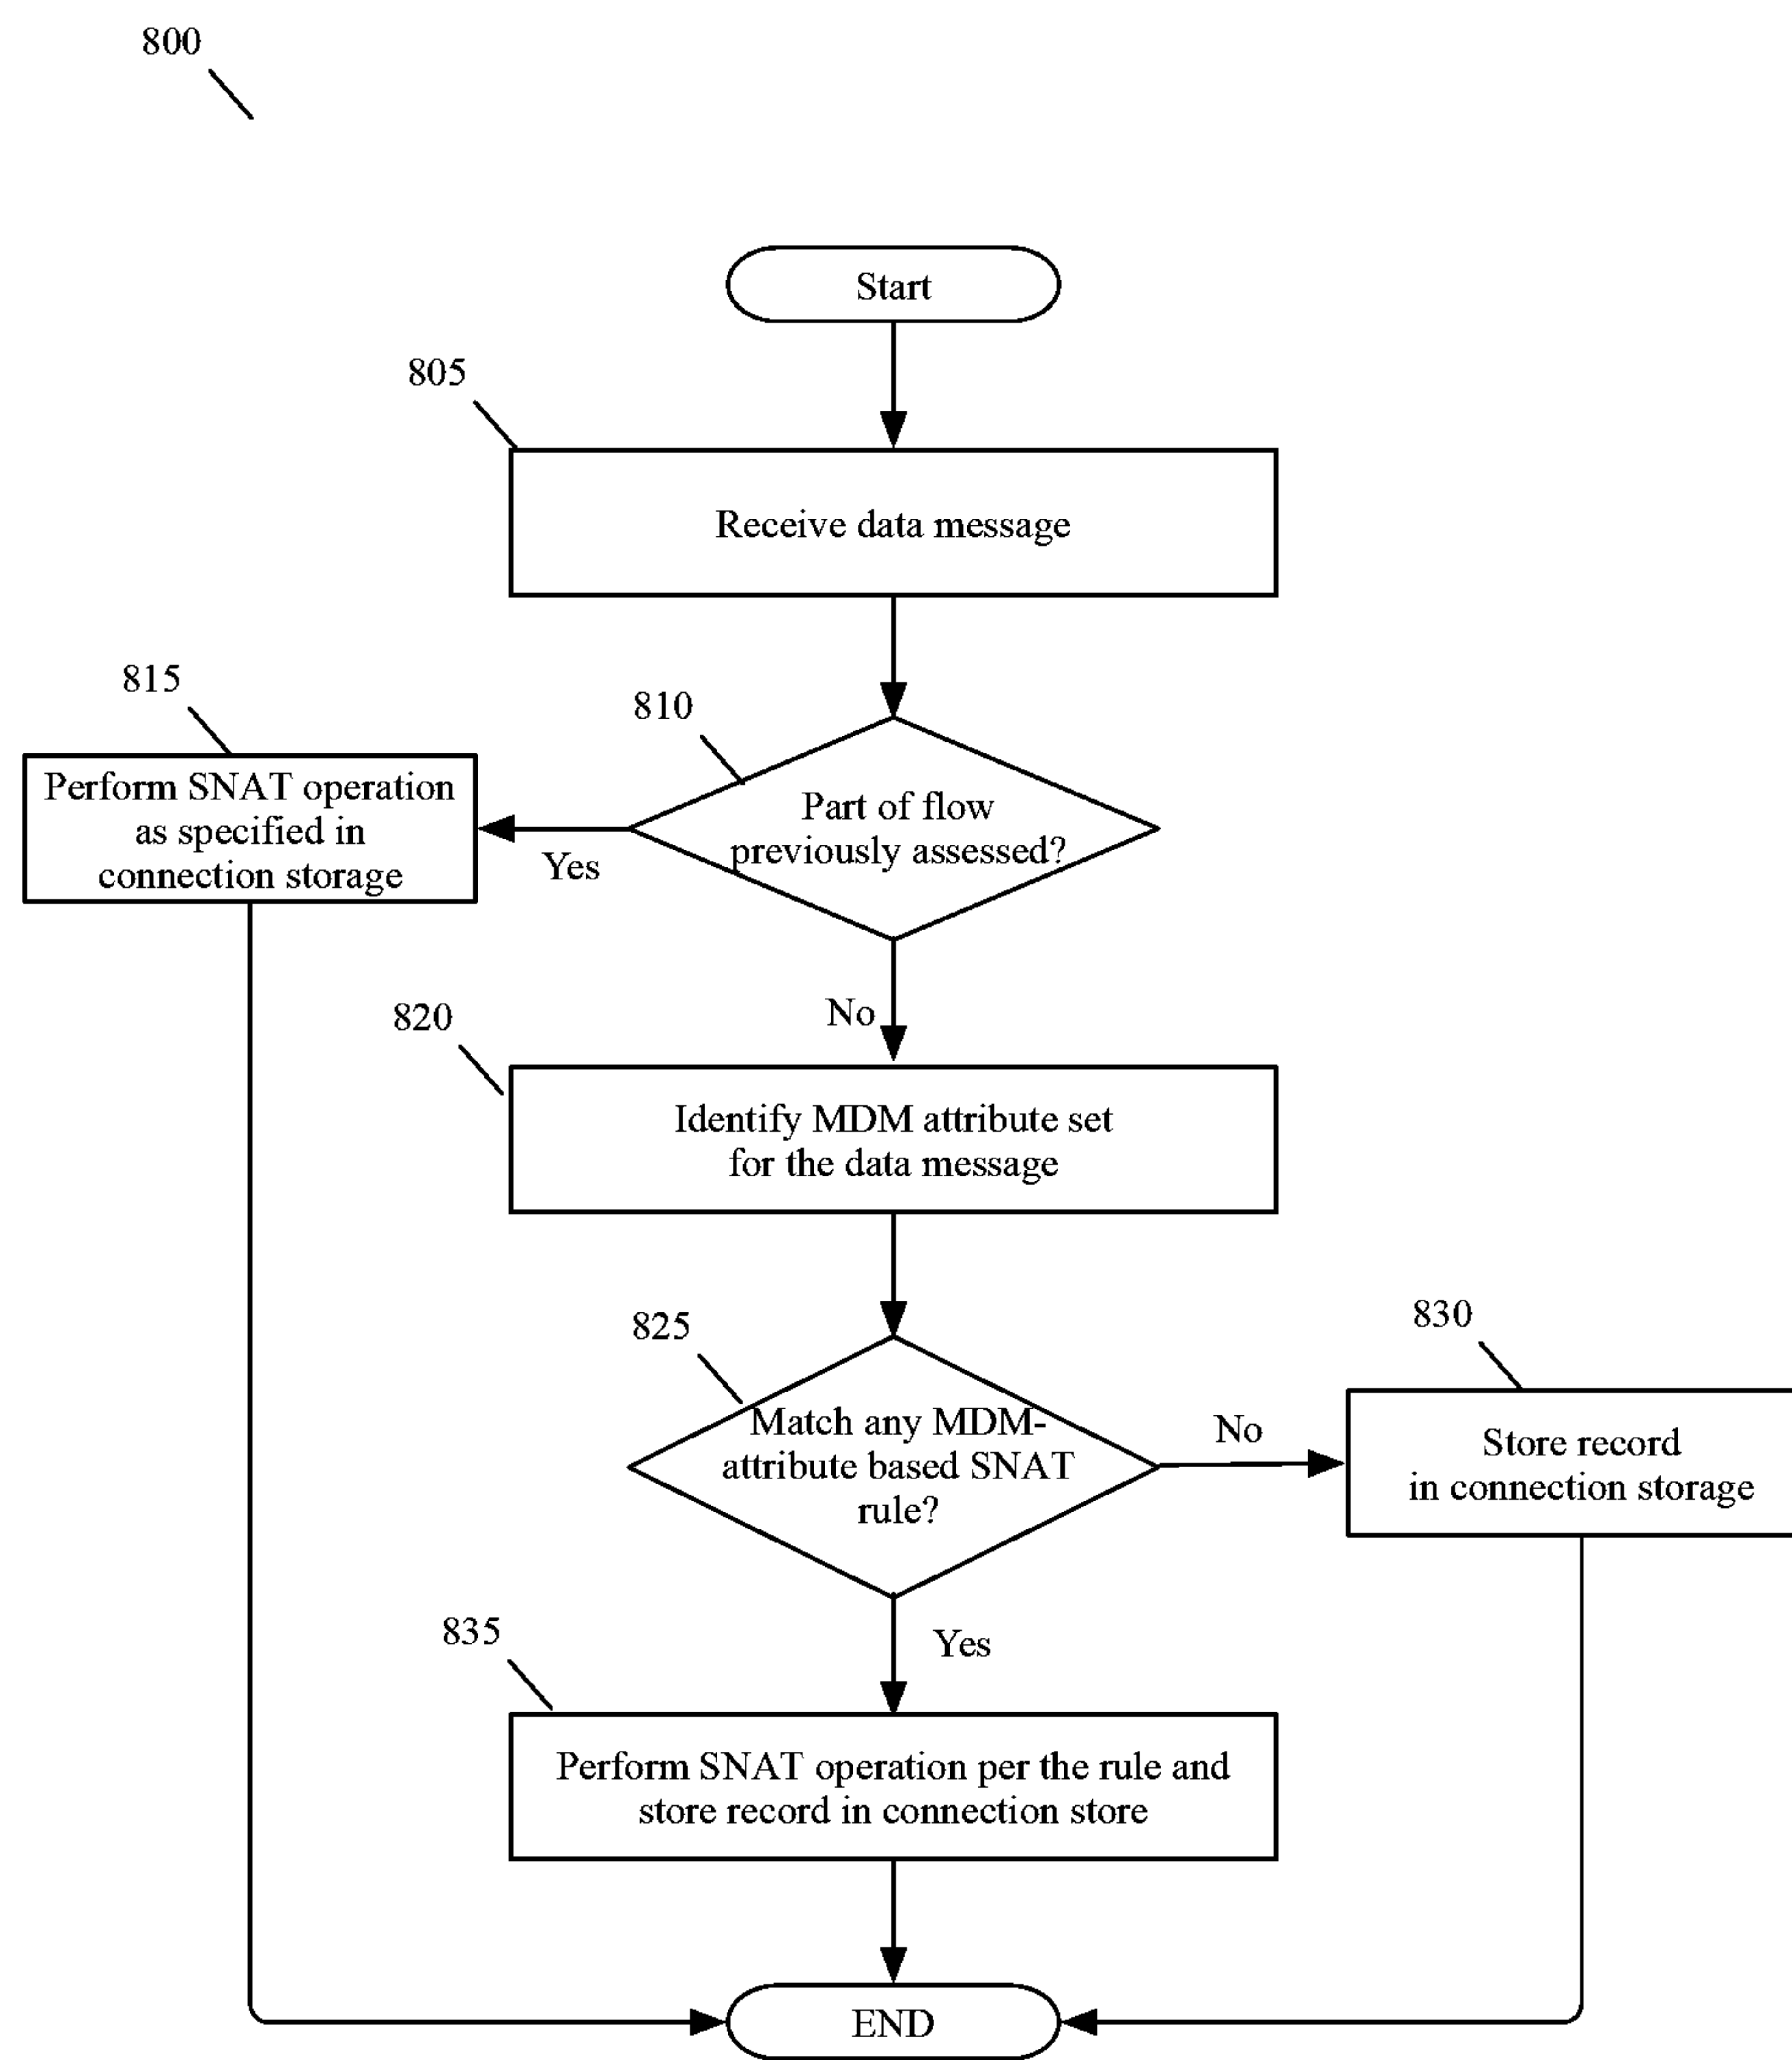 800
Start
805
Receive data message
815
810
Perform SNAT operation
as specified in
connection storage
Part of flow
previously assessed?
Yes
No
820
Identify MDM attribute set
for the data message
825
830
Match any MDM-
attribute based SNAT
rule?
No
Store record
in connection storage
835
Yes
Perform SNAT operation per the rule and
store record in connection store
END